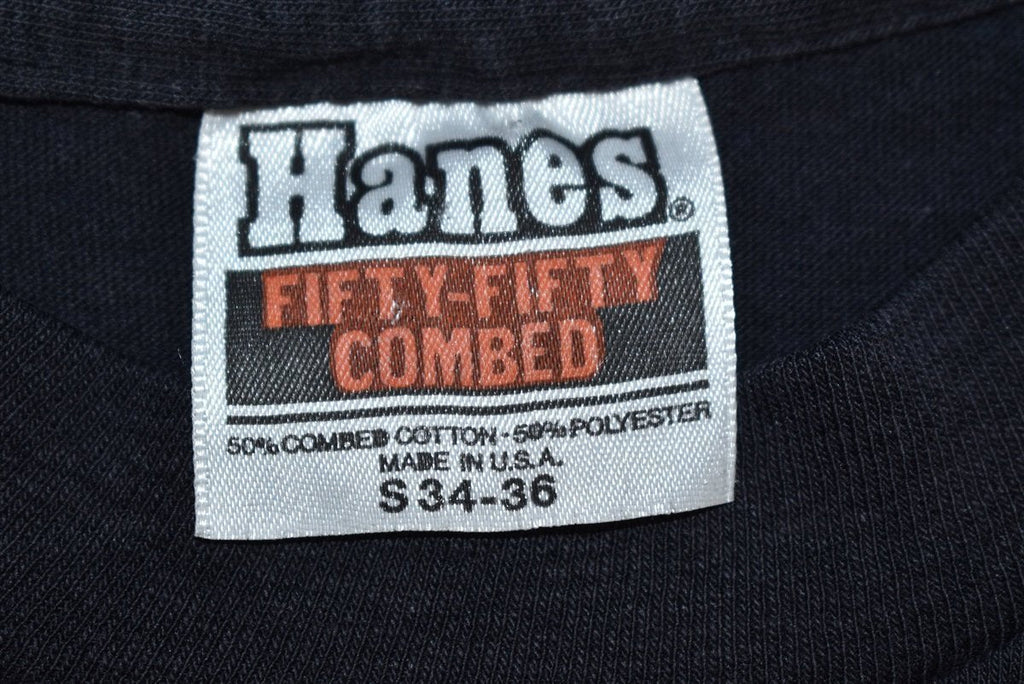 Hanes®
FIFTY-FIFTY
COMBED
50% COMBED COTTON - 50% POLYESTER
MADE IN U.S.A.
S 34-36